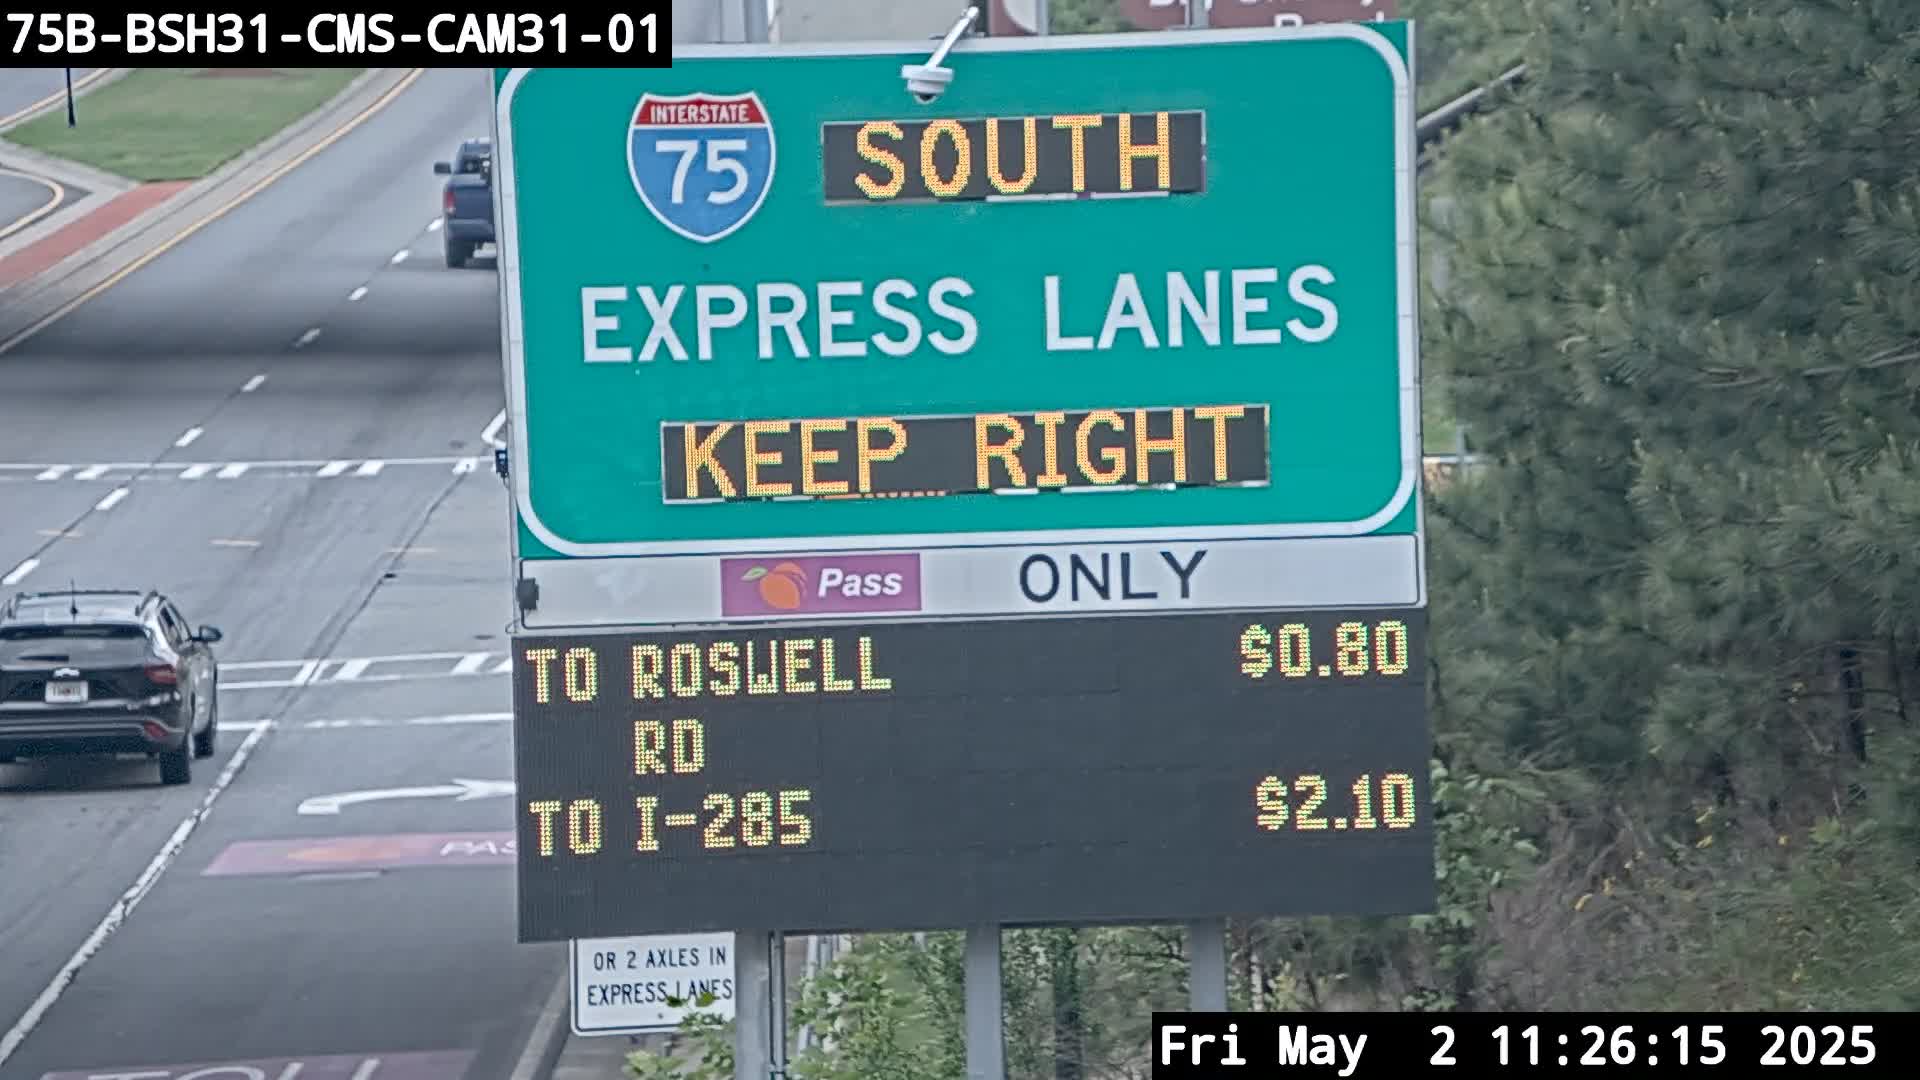 75B-BSH31-CMS-CAM31-01
INTERSTATE
75
SOUTH
EXPRESS LANES
KEEP RIGHT
Pass ONLY
TO ROSWELL $0.80
RD
TO I-285 $2.10
OR 2 AXLES IN
EXPRESS LANES
TOLL
Fri May 2 11:26:15 2025